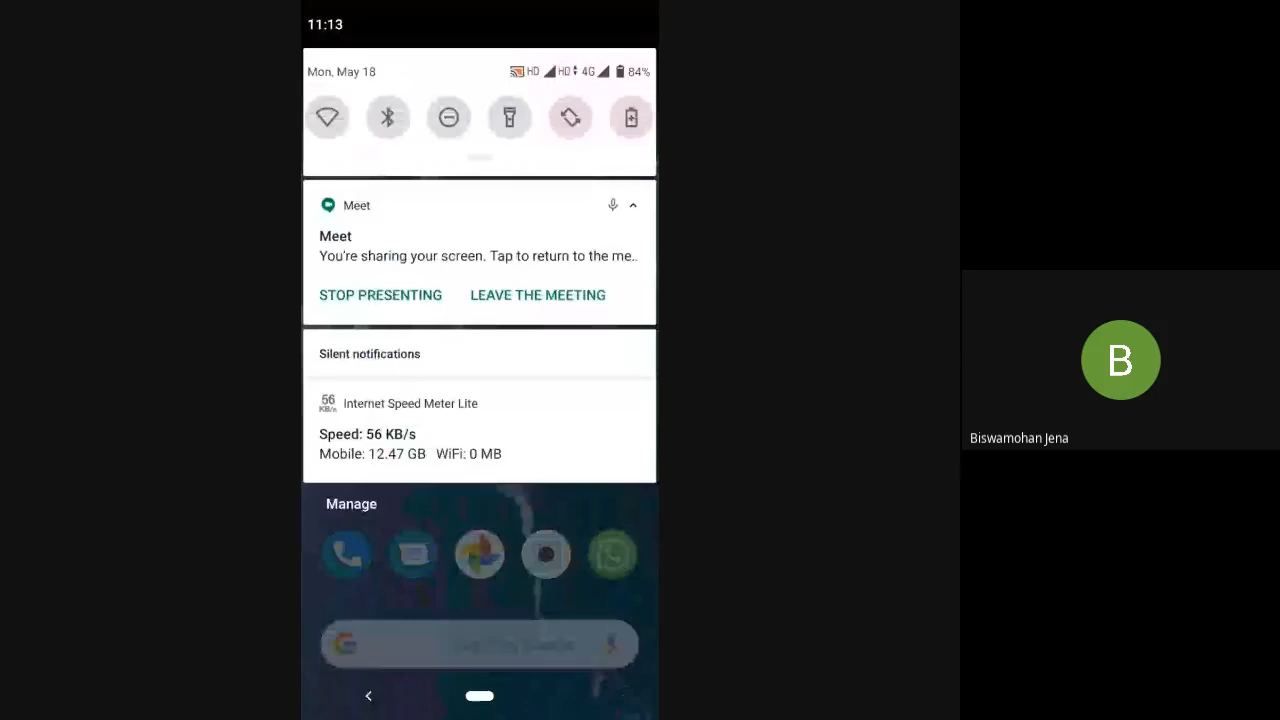 11:13
Mon, May 18 HD HD 4G 84%
Meet
Meet
You're sharing your screen. Tap to return to the me..
STOP PRESENTING LEAVE THE MEETING
Silent notifications
56 KB/s Internet Speed Meter Lite
Speed: 56 KB/s
Mobile: 12.47 GB WiFi: 0 MB
Manage
B
Biswamohan Jena